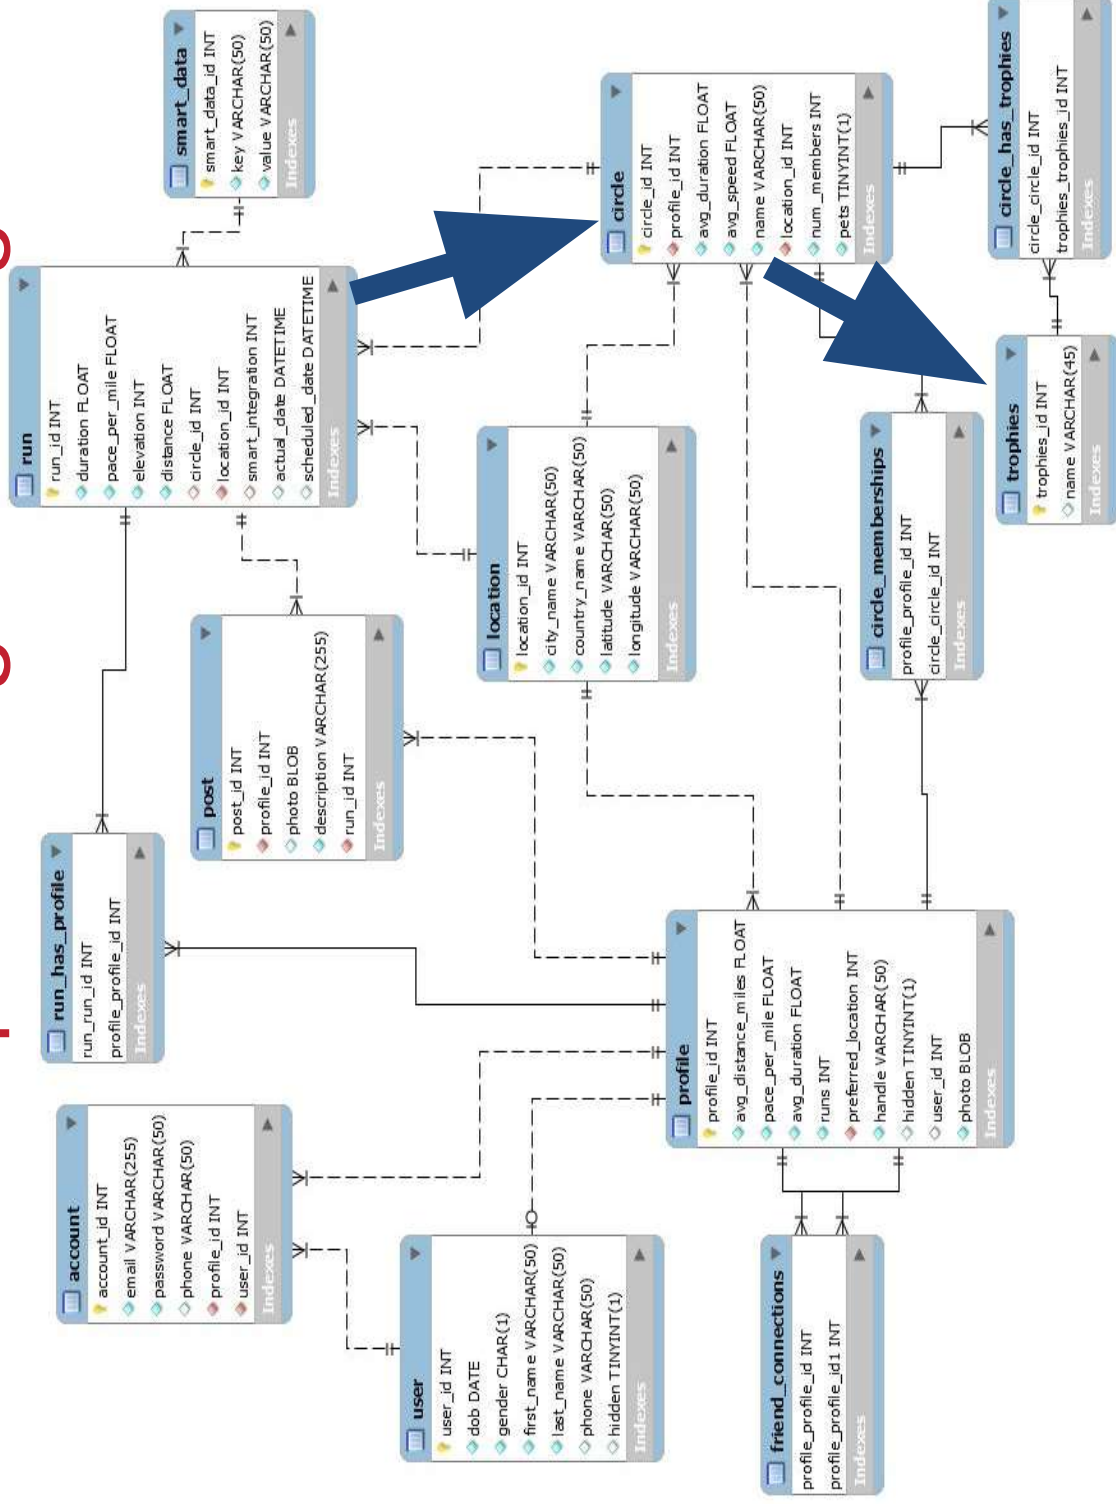 account
account_id INT
email VARCHAR(255)
password VARCHAR(50)
phone VARCHAR(50)
profile_id INT
user_id INT
Indexes
run_has_profile
run_run_id INT
profile_profile_id INT
Indexes
run
run_id INT
duration FLOAT
pace_per_mile FLOAT
elevation INT
distance FLOAT
circle_id INT
location_id INT
smart_integration INT
actual_date DATETIME
scheduled_date DATETIME
Indexes
smart_data
smart_data_id INT
key VARCHAR(50)
value VARCHAR(50)
Indexes
post
post_id INT
profile_id INT
photo BLOB
description VARCHAR(255)
run_id INT
Indexes
user
user_id INT
dob DATE
gender CHAR(1)
first_name VARCHAR(50)
last_name VARCHAR(50)
phone VARCHAR(50)
hidden TINYINT(1)
Indexes
location
location_id INT
city_name VARCHAR(50)
country_name VARCHAR(50)
latitude VARCHAR(50)
longitude VARCHAR(50)
Indexes
circle
circle_id INT
profile_id INT
avg_duration FLOAT
avg_speed FLOAT
name VARCHAR(50)
location_id INT
num_members INT
pets TINYINT(1)
Indexes
profile
profile_id INT
avg_distance_miles FLOAT
pace_per_mile FLOAT
avg_duration FLOAT
runs INT
preferred_location INT
handle VARCHAR(50)
hidden TINYINT(1)
user_id INT
photo BLOB
Indexes
friend_connections
profile_profile_id INT
profile_profile_id1 INT
Indexes
circle_memberships
profile_profile_id INT
circle_circle_id INT
Indexes
trophies
trophies_id INT
name VARCHAR(45)
Indexes
circle_has_trophies
circle_circle_id INT
trophies_trophies_id INT
Indexes